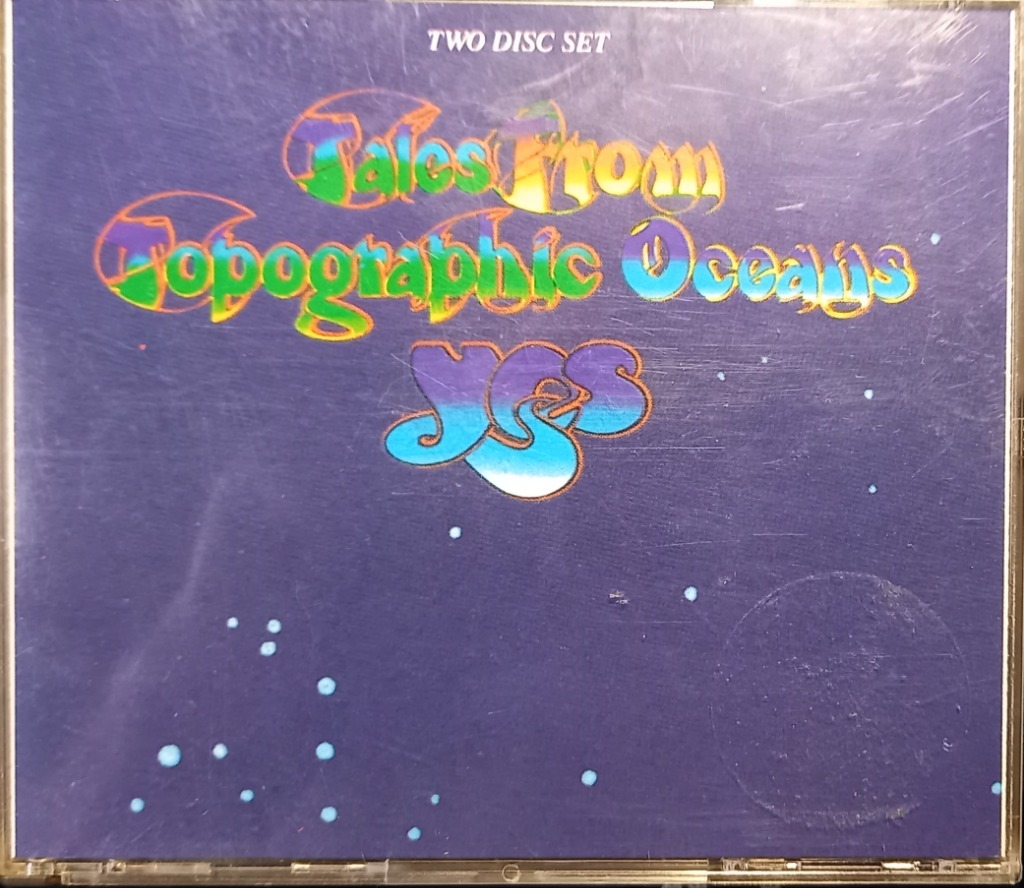 TWO DISC SET
Tales From
Topographic Oceans
YES